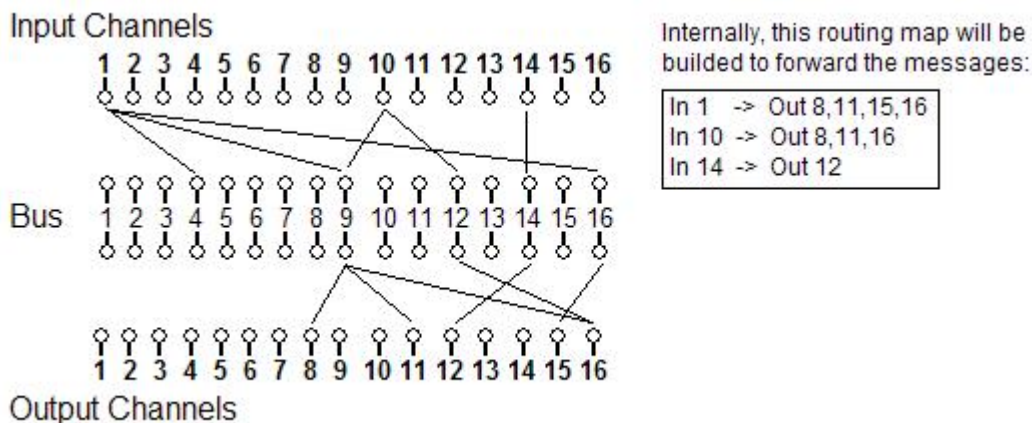 Input Channels
1 2 3 4 5 6 7 8 9 10 11 12 13 14 15 16
Bus 1 2 3 4 5 6 7 8 9 10 11 12 13 14 15 16
1 2 3 4 5 6 7 8 9 10 11 12 13 14 15 16
Output Channels
Internally, this routing map will be
builded to forward the messages:
In 1 -> Out 8,11,15,16
In 10 -> Out 8,11,16
In 14 -> Out 12